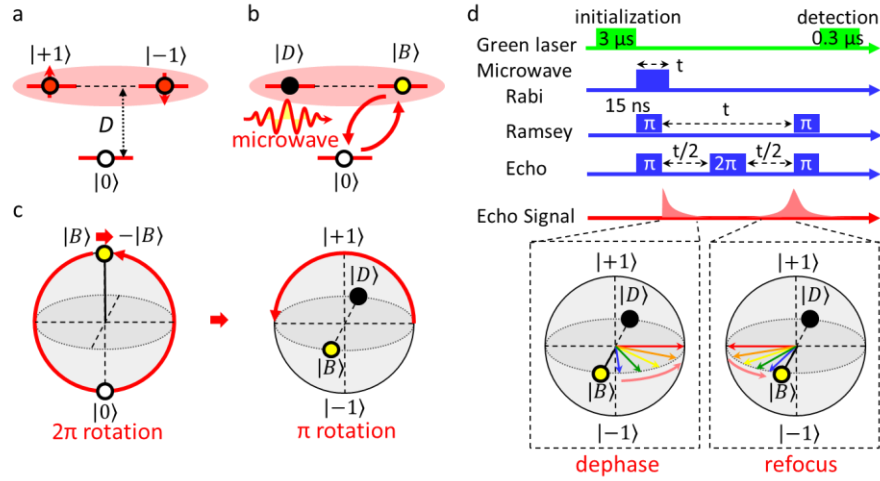 a
|+1⟩
|−1⟩
D
|0⟩
b
|D⟩
|B⟩
microwave
|0⟩
c
|B⟩
−|B⟩
|0⟩
2π rotation
|+1⟩
|D⟩
|B⟩
|−1⟩
π rotation
d
initialization
detection
Green laser
3 μs
0.3 μs
Microwave
Rabi
t
15 ns
Ramsey
π
t
π
Echo
π
t/2
2π
t/2
π
Echo Signal
|+1⟩
|D⟩
|B⟩
|−1⟩
dephase
|+1⟩
|D⟩
|B⟩
|−1⟩
refocus